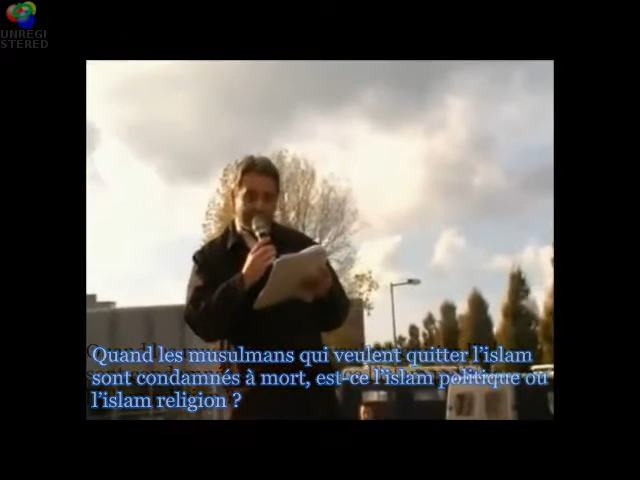 UNREGI
STERED
Quand les musulmans qui veulent quitter l'islam
sont condamnés à mort, est-ce l'islam politique ou
l'islam religion ?